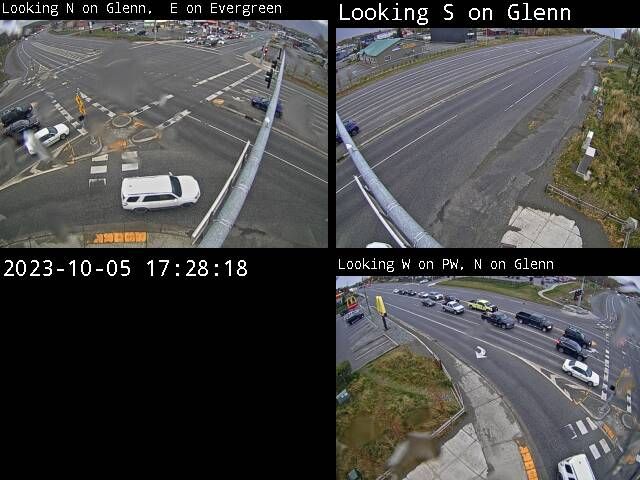 Looking N on Glenn,  E on Evergreen
Looking S on Glenn
2023-10-05 17:28:18
Looking W on PW, N on Glenn